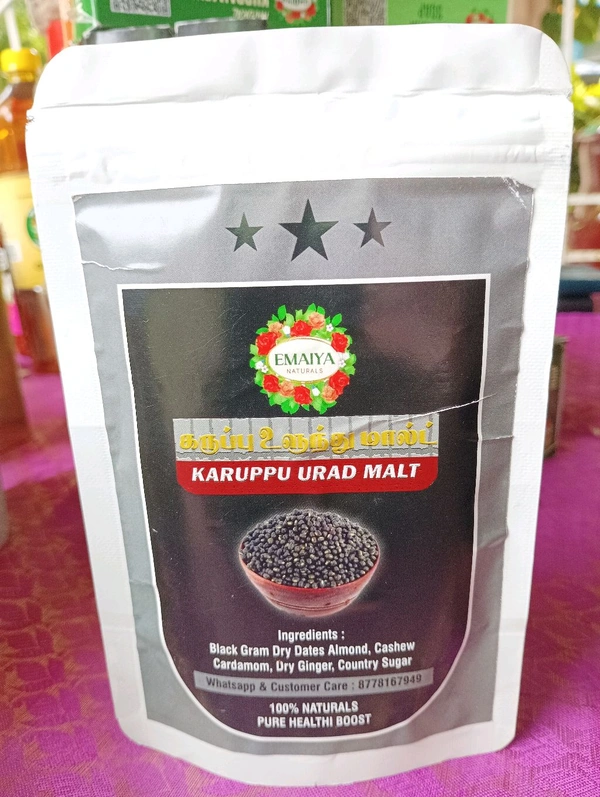 EMAIYA
NATURALS
கருப்பு உளுந்து மால்ட்
KARUPPU URAD MALT
Ingredients :
Black Gram Dry Dates Almond, Cashew
Cardamom, Dry Ginger, Country Sugar
Whatsapp & Customer Care : 8778167949
100% NATURALS
PURE HEALTHI BOOST